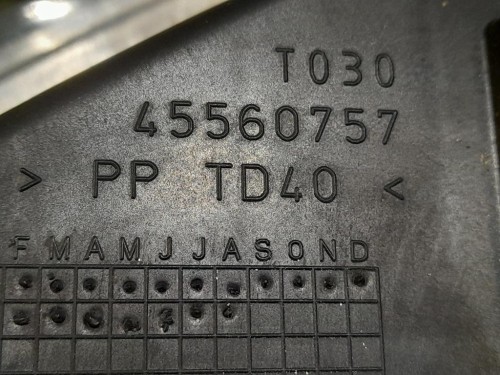 T030
45560757
> PP TD40 <
F M A M J J A S O N D